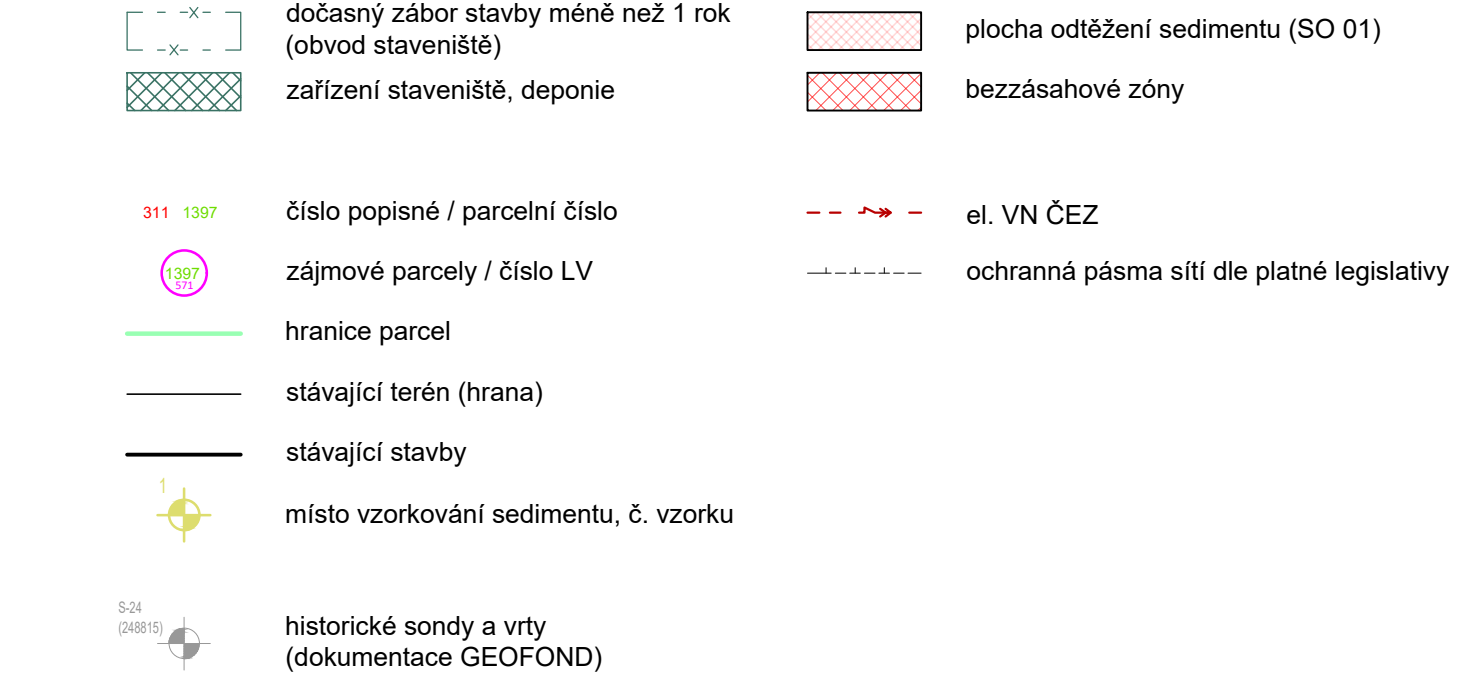 dočasný zábor stavby méně než 1 rok
(obvod staveniště)
zařízení staveniště, deponie
311 1397
číslo popisné / parcelní číslo
1397
571
zájmové parcely / číslo LV
hranice parcel
stávající terén (hrana)
stávající stavby
1
místo vzorkování sedimentu, č. vzorku
S-24
(248815)
historické sondy a vrty
(dokumentace GEOFOND)
plocha odtěžení sedimentu (SO 01)
bezzásahové zóny
el. VN ČEZ
ochranná pásma sítí dle platné legislativy